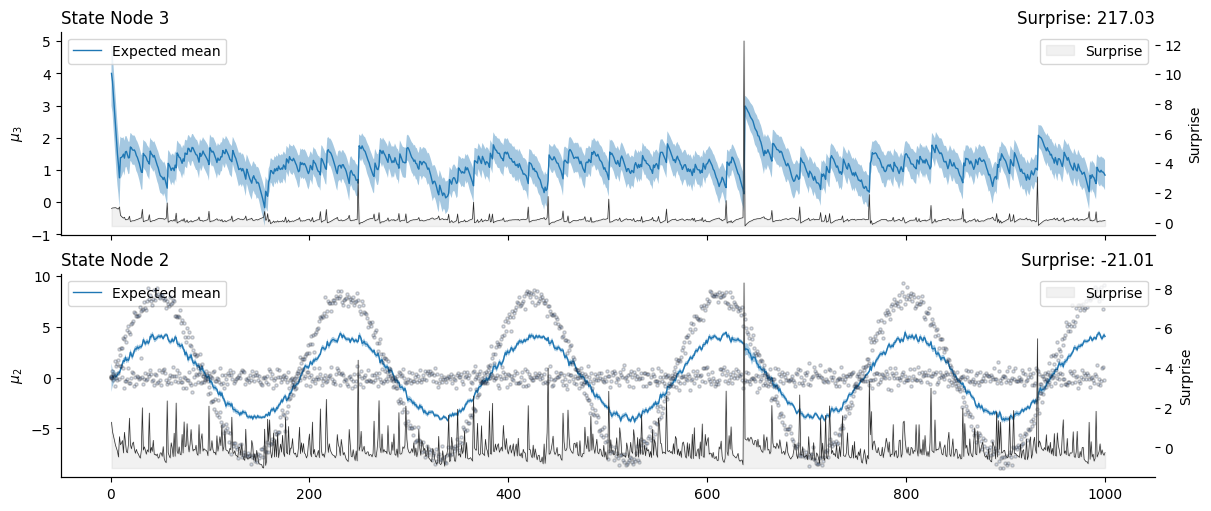 State Node 3
Surprise: 217.03
Expected mean
Surprise
5
4
3
2
1
0
−1
μ3
12
10
8
6
4
2
0
Surprise
State Node 2
Surprise: -21.01
Expected mean
Surprise
10
5
0
−5
μ2
8
6
4
2
0
Surprise
0
200
400
600
800
1000